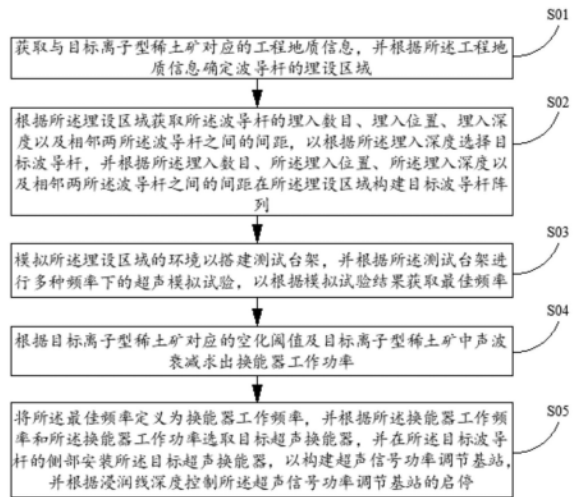 S01
获取与目标离子型稀土矿对应的工程地质信息，并根据所述工程地
质信息确定波导杆的埋设区域
S02
根据所述埋设区域获取所述波导杆的埋入数目、埋入位置、埋入深
度以及相邻两所述波导杆之间的间距，以根据所述埋入深度选择目
标波导杆，并根据所述埋入数目、所述埋入位置、所述埋入深度以
及相邻两所述波导杆之间的间距在所述埋设区域构建目标波导杆阵
列
S03
模拟所述埋设区域的环境以搭建测试台架，并根据所述测试台架进
行多种频率下的超声模拟试验，以根据模拟试验结果获取最佳频率
S04
根据目标离子型稀土矿对应的空化阈值及目标离子型稀土矿中声波
衰减求出换能器工作功率
S05
将所述最佳频率定义为换能器工作频率，并根据所述换能器工作频
率和所述换能器工作功率选取目标超声换能器，并在所述目标波导
杆的侧部安装所述目标超声换能器，以构建超声信号功率调节基站，
并根据浸润线深度控制所述超声信号功率调节基站的启停